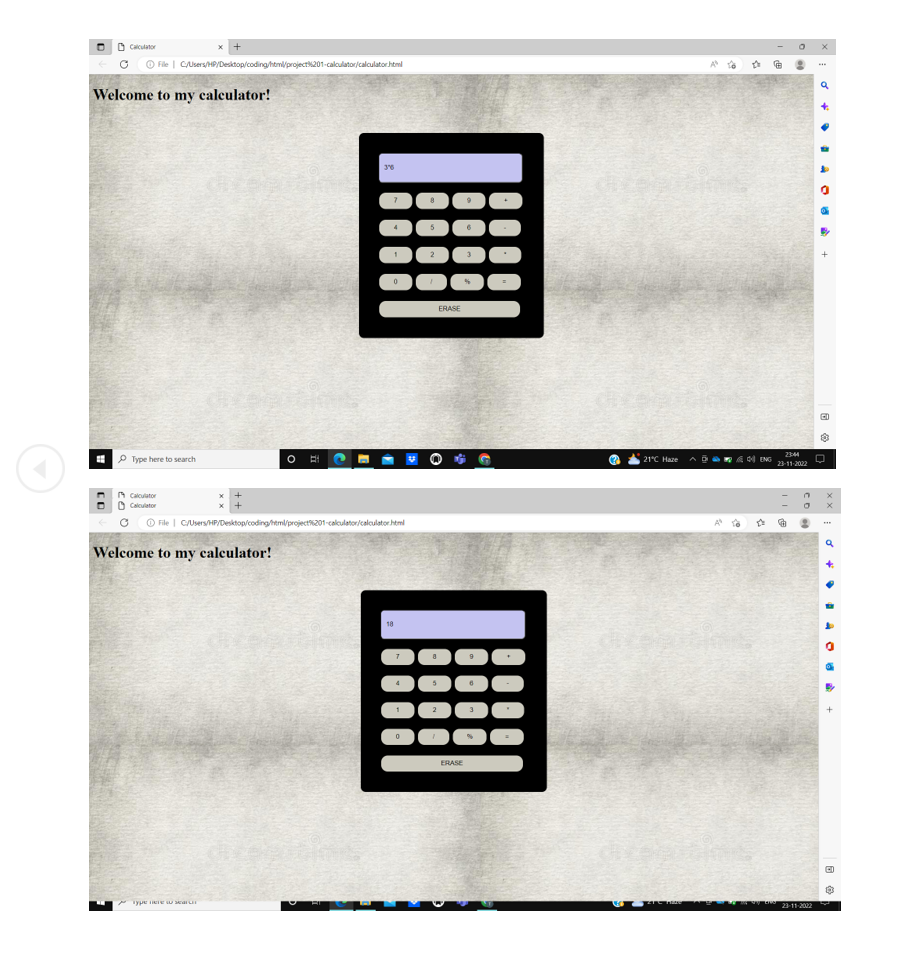 Calculator × +
File | C:/Users/HP/Desktop/coding/html/project%201-calculator/calculator.html
Welcome to my calculator!
3*6
7 8 9 +
4 5 6 -
1 2 3 *
0 / % =
ERASE
Type here to search
21°C Haze
ENG
23:44
23-11-2022
Calculator × +
Calculator × +
File | C:/Users/HP/Desktop/coding/html/project%201-calculator/calculator.html
Welcome to my calculator!
18
7 8 9 +
4 5 6 -
1 2 3 *
0 / % =
ERASE
Type here to search
21°C Haze
ENG
23-11-2022